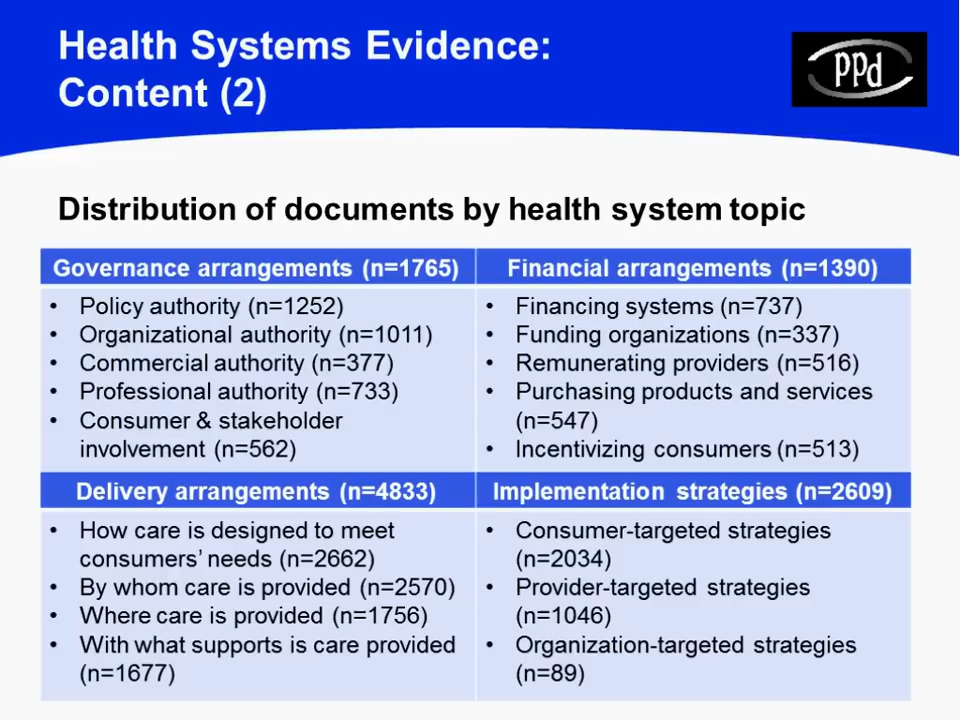 Health Systems Evidence:
Content (2)
ppd
Distribution of documents by health system topic
Governance arrangements (n=1765)
Financial arrangements (n=1390)
• Policy authority (n=1252)
• Organizational authority (n=1011)
• Commercial authority (n=377)
• Professional authority (n=733)
• Consumer & stakeholder
involvement (n=562)
• Financing systems (n=737)
• Funding organizations (n=337)
• Remunerating providers (n=516)
• Purchasing products and services
(n=547)
• Incentivizing consumers (n=513)
Delivery arrangements (n=4833)
Implementation strategies (n=2609)
• How care is designed to meet
consumers’ needs (n=2662)
• By whom care is provided (n=2570)
• Where care is provided (n=1756)
• With what supports is care provided
(n=1677)
• Consumer-targeted strategies
(n=2034)
• Provider-targeted strategies
(n=1046)
• Organization-targeted strategies
(n=89)